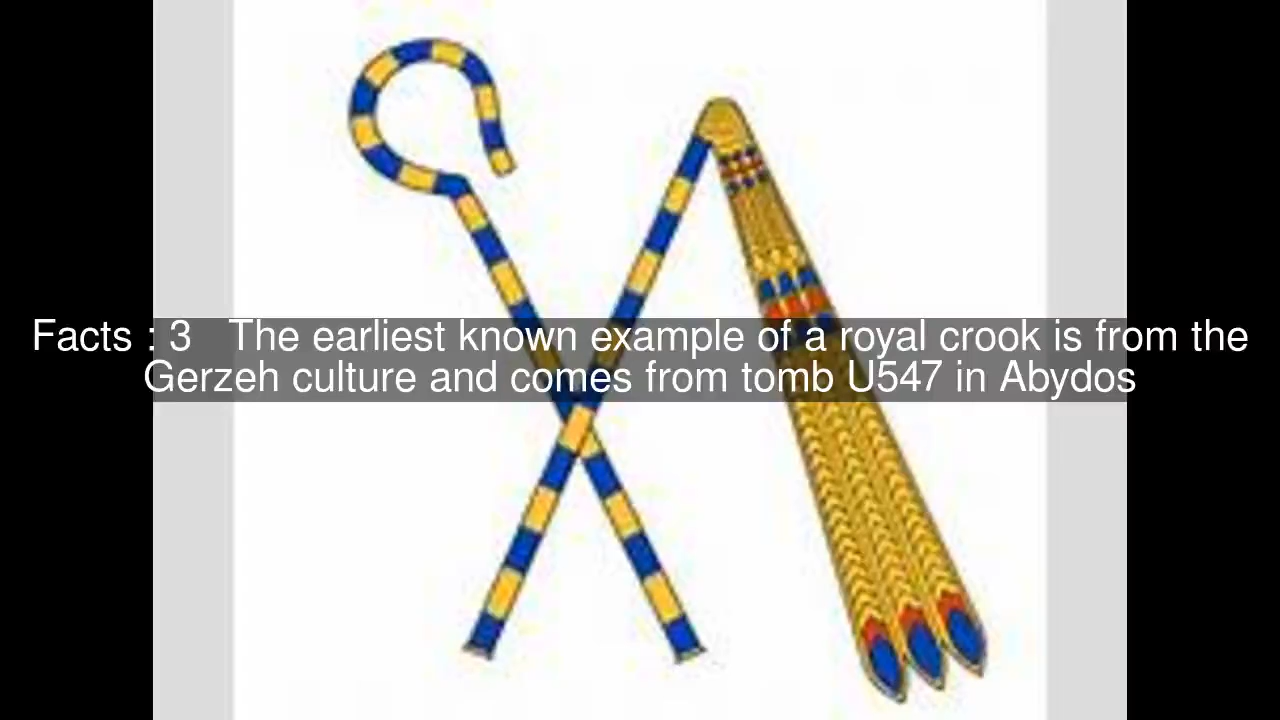 Facts : 3   The earliest known example of a royal crook is from the
Gerzeh culture and comes from tomb U547 in Abydos